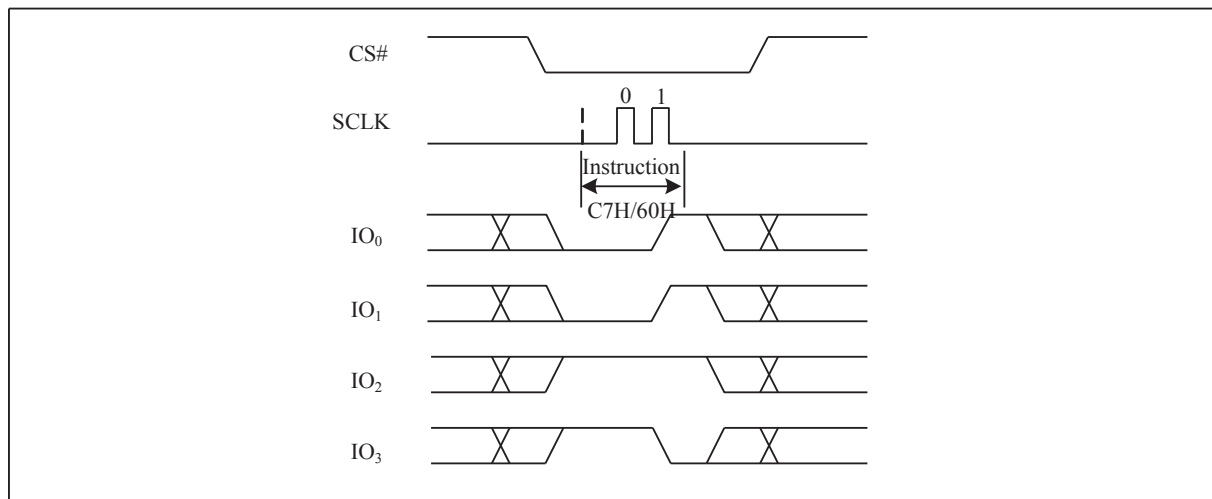 CS#
0 1
SCLK
Instruction
C7H/60H
IO0
IO1
IO2
IO3